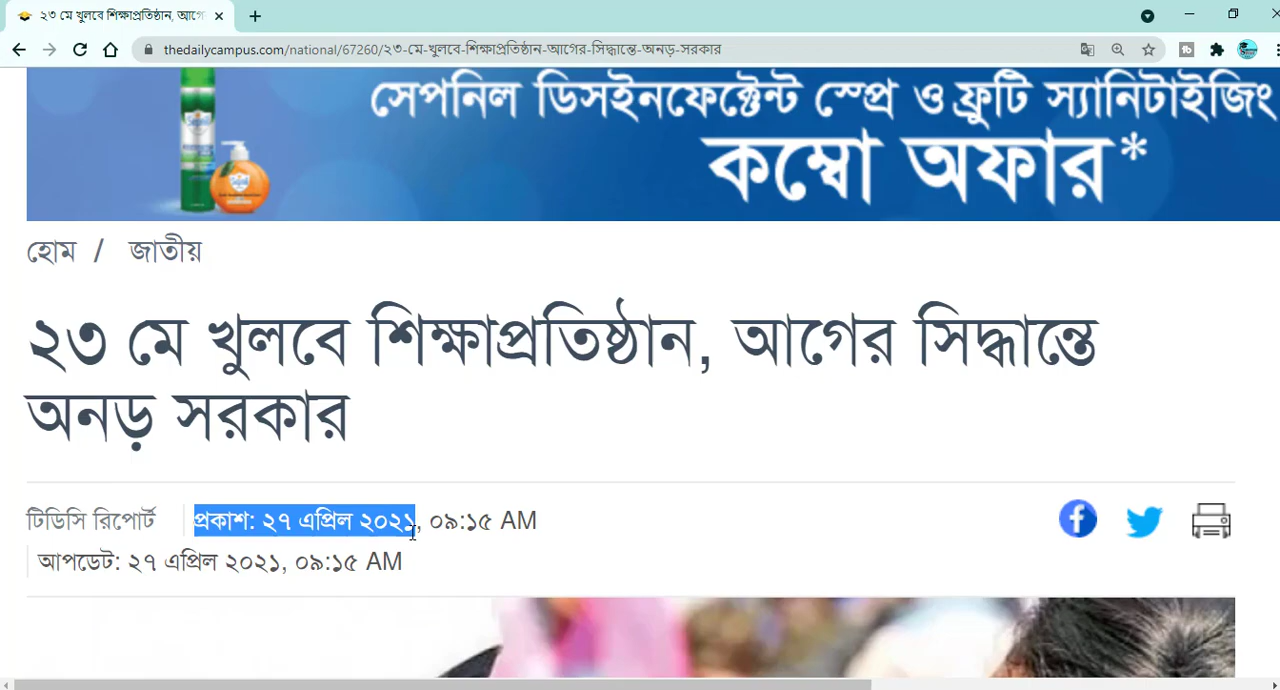 ২৩ মে খুলবে শিক্ষাপ্রতিষ্ঠান, আগে
thedailycampus.com/national/67260/২৩-মে-খুলবে-শিক্ষাপ্রতিষ্ঠান-আগের-সিদ্ধান্তে-অনড়-সরকার
সেপনিল ডিসইনফেক্টেন্ট স্প্রে ও ফ্রুটি স্যানিটাইজিং
কম্বো অফার*
হোম / জাতীয়
২৩ মে খুলবে শিক্ষাপ্রতিষ্ঠান, আগের সিদ্ধান্তে
অনড় সরকার
টিডিসি রিপোর্ট প্রকাশ: ২৭ এপ্রিল ২০২১, ০৯:১৫ AM
আপডেট: ২৭ এপ্রিল ২০২১, ০৯:১৫ AM